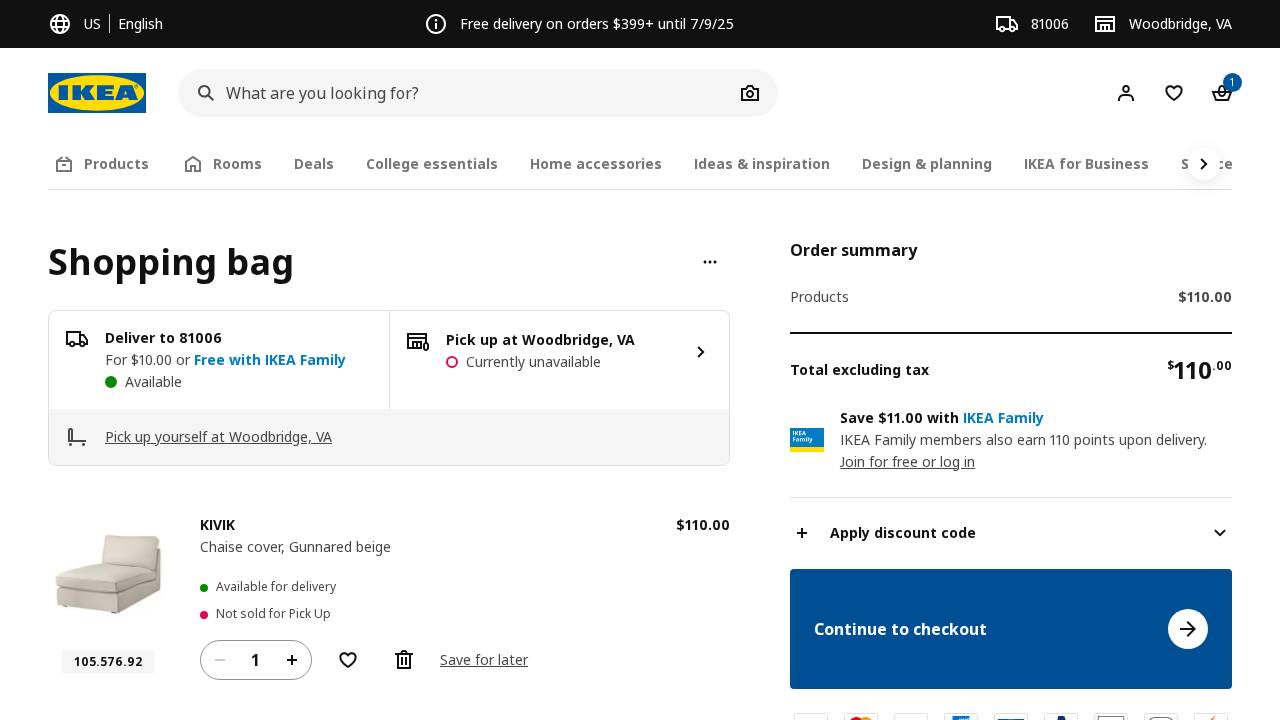 US
English
Free delivery on orders $399+ until 7/9/25
81006
Woodbridge, VA
IKEA
What are you looking for?
1
Products
Rooms
Deals
College essentials
Home accessories
Ideas & inspiration
Design & planning
IKEA for Business
Shopping bag
Deliver to 81006
For $10.00 or Free with IKEA Family
Available
Pick up at Woodbridge, VA
Currently unavailable
Pick up yourself at Woodbridge, VA
KIVIK
$110.00
Chaise cover, Gunnared beige
Available for delivery
Not sold for Pick Up
105.576.92
1
Save for later
Order summary
Products
$110.00
Total excluding tax
$110.00
IKEA
Family
Save $11.00 with IKEA Family
IKEA Family members also earn 110 points upon delivery.
Join for free or log in
Apply discount code
Continue to checkout